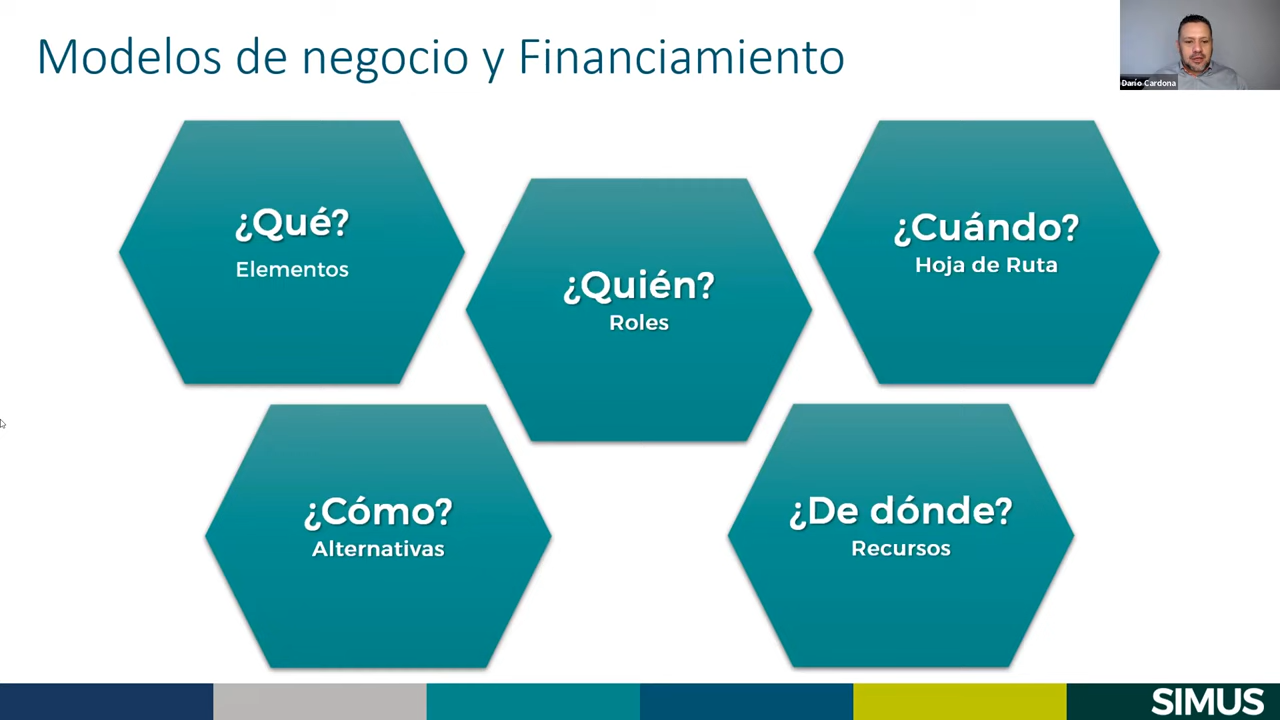 Modelos de negocio y Financiamiento
Darío Cardona
¿Qué?
Elementos
¿Quién?
Roles
¿Cuándo?
Hoja de Ruta
¿Cómo?
Alternativas
¿De dónde?
Recursos
SIMUS